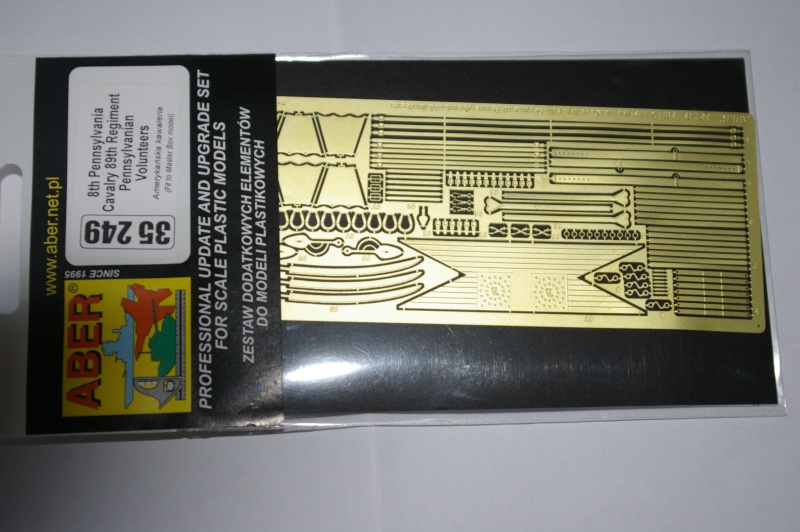 8th Pennsylvania
Cavalry 89th Regiment
Pennsylvanian
Volunteers
Amerykańska kawaleria
(Fit to Master Box model)
35 249
www.aber.net.pl
SINCE 1995
ABER®
PROFESSIONAL UPDATE AND UPGRADE SET
FOR SCALE PLASTIC MODELS
ZESTAW DODATKOWYCH ELEMENTÓW
DO MODELI PLASTIKOWYCH